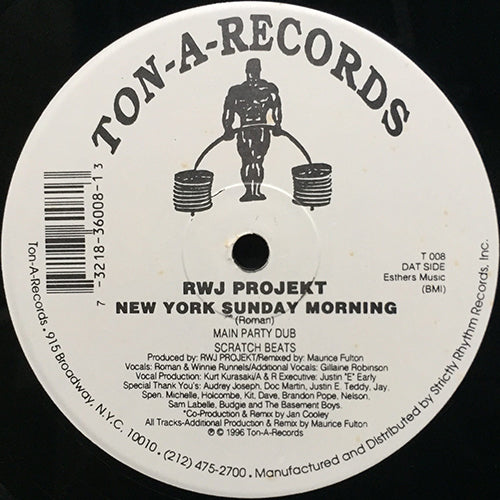 TON-A-RECORDS
7 3218-36008-1 3
T 008
DAT SIDE
Esthers Music
(BMI)
RWJ PROJEKT
NEW YORK SUNDAY MORNING
(Roman)
MAIN PARTY DUB
SCRATCH BEATS
Produced by: RWJ PROJEKT/Remixed by: Maurice Fulton
Vocals: Roman & Winnie Runnels/Additional Vocals: Gillaine Robinson
Vocal Production: Kurt Kurasaki/A & R Executive: Justin "E" Early
Special Thank You's: Audrey Joseph, Doc Martin, Justin E. Teddy, Jay.
Spen. Michelle, Holcombe, Kit, Dave, Brandon Pope, Nelson,
Sam Labelle, Budgie and The Basement Boys.
*Co-Production & Remix by Jan Cooley
All Tracks-Additional Production & Remix by Maurice Fulton
℗ © 1996 Ton-A-Records
Ton-A-Records • 915 Broadway, N.Y.C. 10010 • (212) 475-2700 • Manufactured and Distributed by Strictly Rhythm Records, Inc.